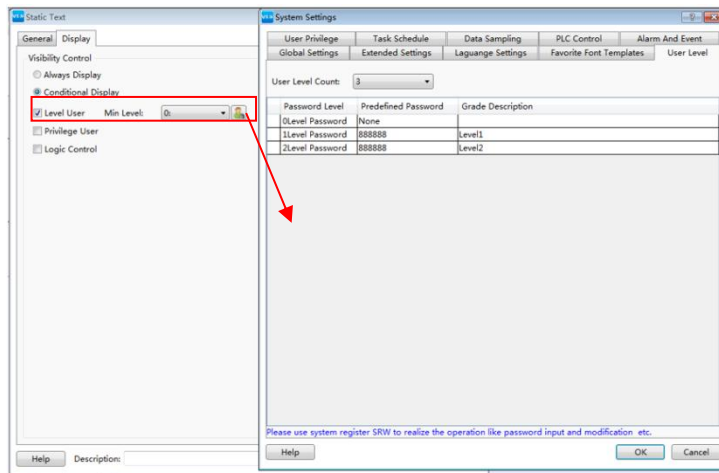 Static Text
General Display
Visibility Control
Always Display
Conditional Display
Level User Min Level: 0:
Privilege User
Logic Control
Help Description:
System Settings
User Privilege Task Schedule Data Sampling PLC Control Alarm And Event
Global Settings Extended Settings Laguange Settings Favorite Font Templates User Level
User Level Count: 3
Password Level Predefined Password Grade Description
0Level Password None
1Level Password 888888 Level1
2Level Password 888888 Level2
Please use system register SRW to realize the operation like password input and modification etc.
Help OK Cancel